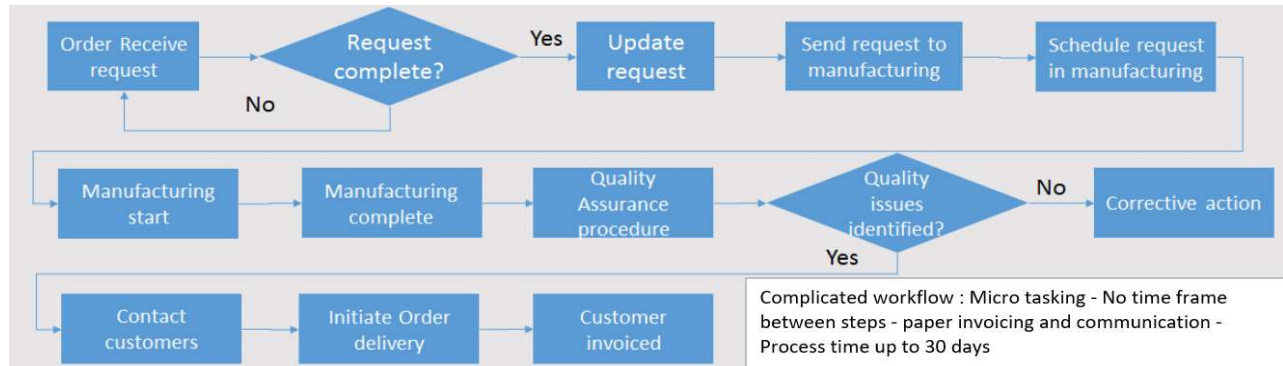 Order Receive
request
Request
complete?
Yes
No
Update
request
Send request to
manufacturing
Schedule request
in manufacturing
Manufacturing
start
Manufacturing
complete
Quality
Assurance
procedure
Quality
issues
identified?
No
Yes
Corrective action
Contact
customers
Initiate Order
delivery
Customer
invoiced
Complicated workflow : Micro tasking - No time frame
between steps - paper invoicing and communication -
Process time up to 30 days